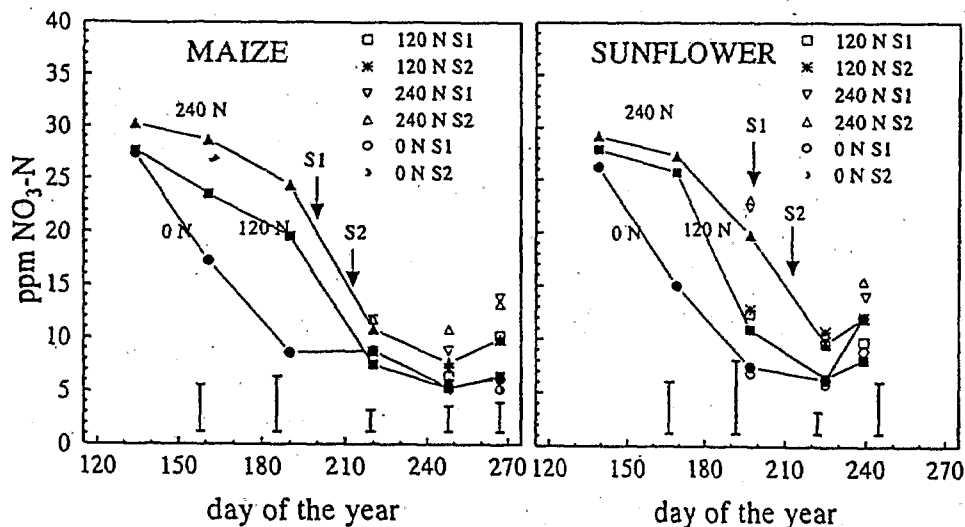 MAIZE
120 N S1
120 N S2
240 N S1
240 N S2
0 N S1
0 N S2
240 N
S1
S2
0 N
120 N
40
35
30
25
20
15
10
5
0
ppm NO₃-N
120 150 180 210 240 270
day of the year
SUNFLOWER
120 N S1
120 N S2
240 N S1
240 N S2
0 N S1
0 N S2
240 N
S1
S2
0 N
120 N
120 150 180 210 240 275
day of the year